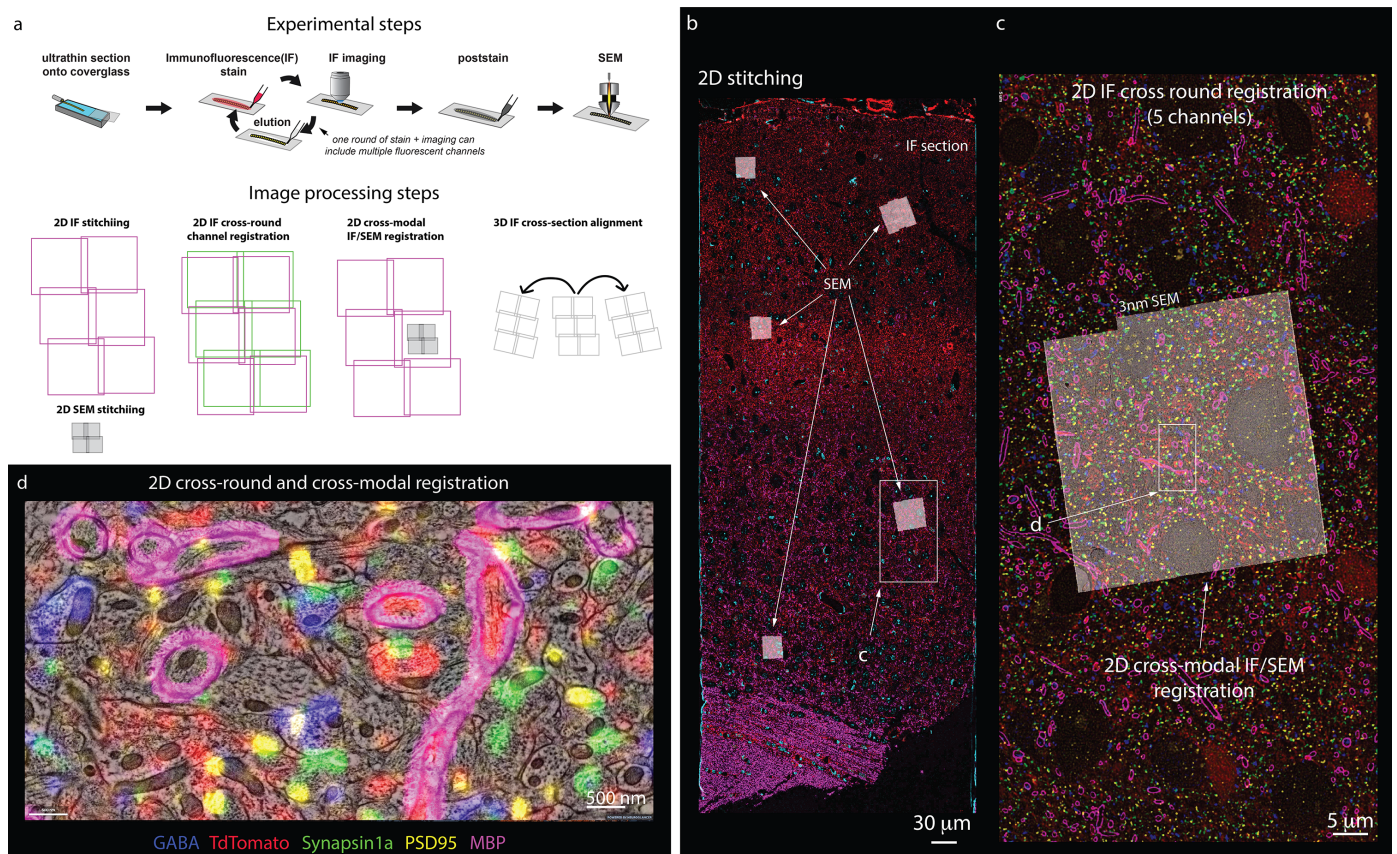 a
Experimental steps
ultrathin section
onto coverglass
Immunofluorescence(IF)
stain
IF imaging
poststain
SEM
elution
one round of stain + imaging can
include multiple fluorescent channels
Image processing steps
2D IF stitchiing
2D IF cross-round
channel registration
2D cross-modal
IF/SEM registration
3D IF cross-section alignment
2D SEM stitchiing
d
2D cross-round and cross-modal registration
500 nm
GABA TdTomato Synapsin1a PSD95 MBP
b
2D stitching
IF section
SEM
c
30 μm
c
2D IF cross round registration
(5 channels)
3nm SEM
d
2D cross-modal IF/SEM
registration
5 μm